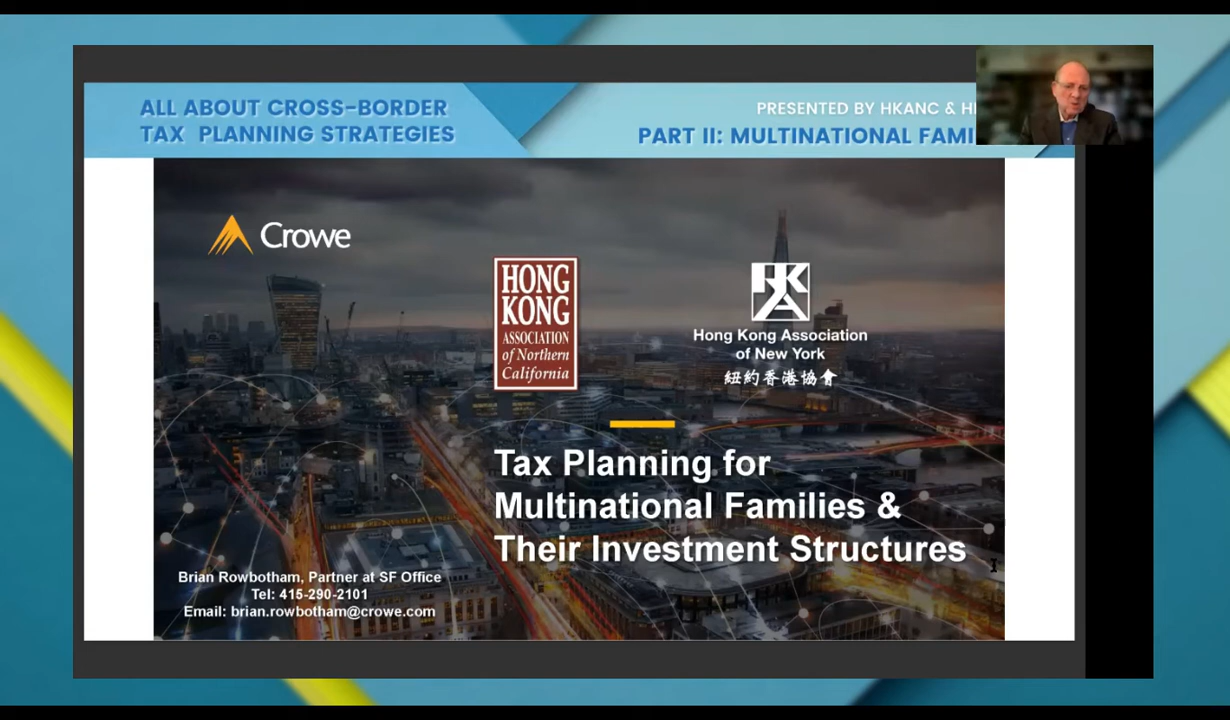 ALL ABOUT CROSS-BORDER
TAX PLANNING STRATEGIES
PRESENTED BY HKANC &
PART II: MULTINATIONAL
Crowe
HONG
KONG
ASSOCIATION
of Northern
California
HKA
Hong Kong Association
of New York
紐約香港協會
Tax Planning for
Multinational Families &
Their Investment Structures
Brian Rowbotham, Partner at SF Office
Tel: 415-290-2101
Email: brian.rowbotham@crowe.com